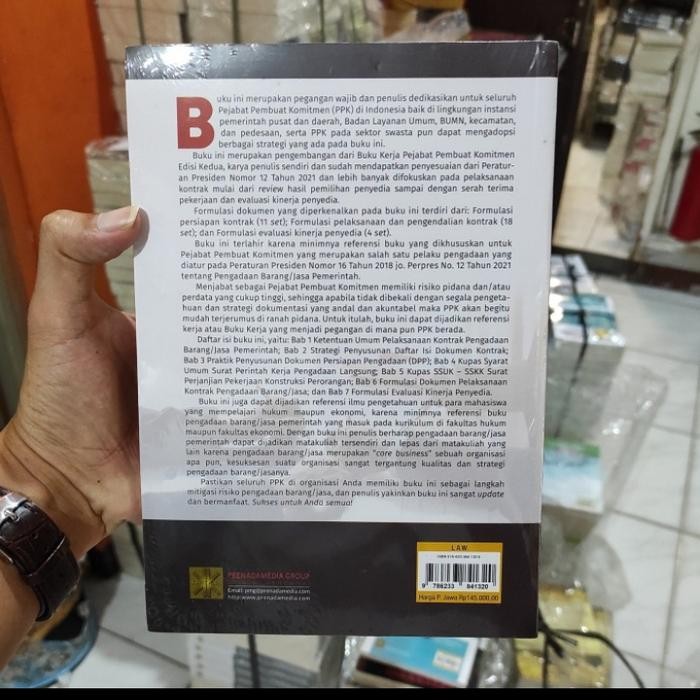 Buku ini merupakan pegangan wajib dan penulis dedikasikan untuk seluruh
Pejabat Pembuat Komitmen (PPK) di Indonesia baik di lingkungan instansi
pemerintah pusat dan daerah, Badan Layanan Umum, BUMN, kecamatan,
dan pedesaan, serta PPK pada sektor swasta pun dapat mengadopsi
berbagai strategi yang ada pada buku ini.
Buku ini merupakan pengembangan dari Buku Kerja Pejabat Pembuat Komitmen
Edisi Kedua, karya penulis sendiri dan sudah mendapatkan penyesuaian dari Peratur-
an Presiden Nomor 12 Tahun 2021 dan lebih banyak difokuskan pada pelaksanaan
kontrak mulai dari review hasil pemilihan penyedia sampai dengan serah terima
pekerjaan dan evaluasi kinerja penyedia.
Formulasi dokumen yang diperkenalkan pada buku ini terdiri dari: Formulasi
persiapan kontrak (11 set); Formulasi pelaksanaan dan pengendalian kontrak (18
set); dan Formulasi evaluasi kinerja penyedia (4 set).
Buku ini terlahir karena minimnya referensi buku yang dikhususkan untuk
Pejabat Pembuat Komitmen yang merupakan salah satu pelaku pengadaan yang
diatur pada Peraturan Presiden Nomor 16 Tahun 2018 jo. Perpres No. 12 Tahun 2021
tentang Pengadaan Barang/Jasa Pemerintah.
Menjabat sebagai Pejabat Pembuat Komitmen memiliki risiko pidana dan/atau
perdata yang cukup tinggi, sehingga apabila tidak dibekali dengan segala pengeta-
huan dan strategi dokumentasi yang andal dan akuntabel maka PPK akan begitu
mudah terjerumus di ranah pidana. Untuk itulah, buku ini dapat dijadikan referensi
kerja atau Buku Kerja yang menjadi pegangan di mana pun PPK berada.
Daftar isi buku ini, yaitu: Bab 1 Ketentuan Umum Pelaksanaan Kontrak Pengadaan
Barang/Jasa Pemerintah; Bab 2 Strategi Penyusunan Daftar Isi Dokumen Kontrak;
Bab 3 Praktik Penyusunan Dokumen Persiapan Pengadaan (DPP); Bab 4 Kupas Syarat
Umum Surat Perintah Kerja Pengadaan Langsung; Bab 5 Kupas SSUK – SSKK Surat
Perjanjian Pekerjaan Konstruksi Perorangan; Bab 6 Formulasi Dokumen Pelaksanaan
Kontrak Pengadaan Barang/Jasa; dan Bab 7 Formulasi Evaluasi Kinerja Penyedia.
Buku ini juga dapat dijadikan referensi ilmu pengetahuan untuk para mahasiswa
yang mempelajari hukum maupun ekonomi, karena minimnya referensi buku
pengadaan barang/jasa pemerintah yang masuk pada kurikulum di fakultas hukum
maupun fakultas ekonomi. Dengan buku ini penulis berharap pengadaan barang/jasa
pemerintah dapat dijadikan matakuliah tersendiri dan lepas dari matakuliah yang
lain karena pengadaan barang/jasa merupakan "core business" sebuah organisasi
apa pun, kesuksesan suatu organisasi sangat tergantung kualitas dan strategi
pengadaan barang/jasanya.
Pastikan seluruh PPK di organisasi Anda memiliki buku ini sebagai langkah
mitigasi risiko pengadaan barang/jasa, dan penulis yakinkan buku ini sangat update
dan bermanfaat. Sukses untuk Anda semua!
PRENADAMEDIA GROUP
Email: pmg@prenadamedia.com
http:www.prenadamedia.com
LAW
9 786233 841320
Harga P. Jawa Rp145.000,00